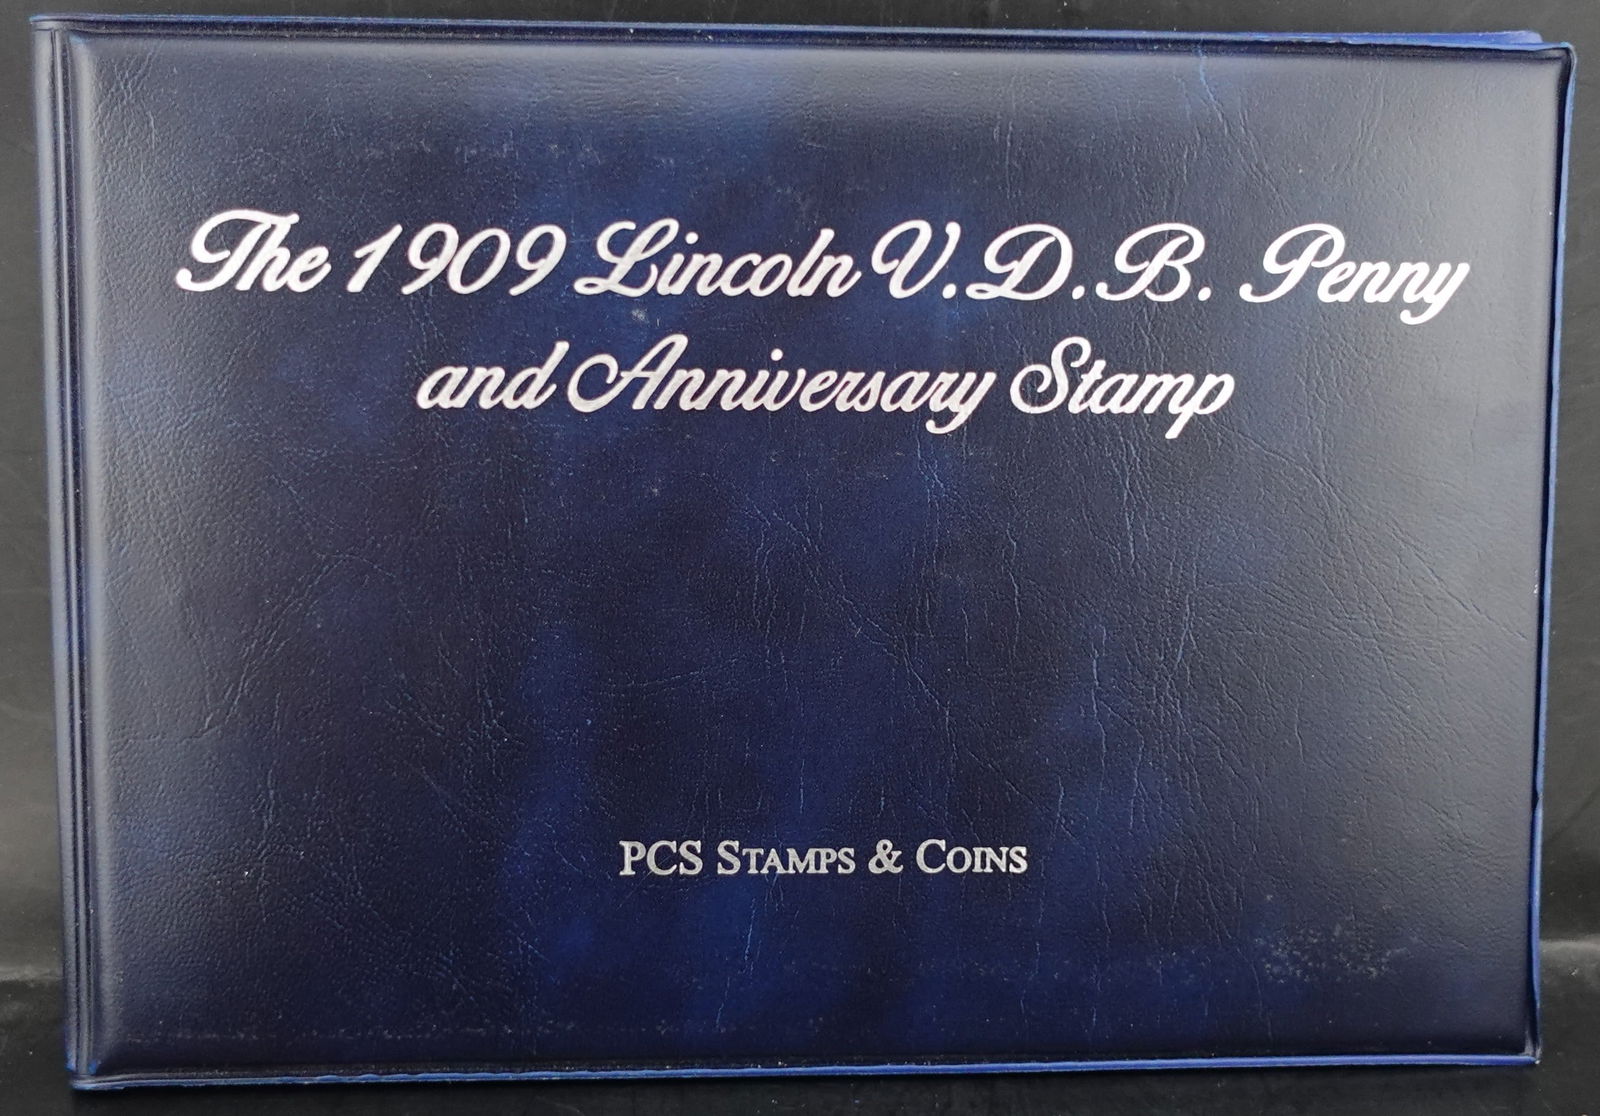 The 1909 Lincoln V.D.B. Penny
and Anniversary Stamp
PCS Stamps & Coins